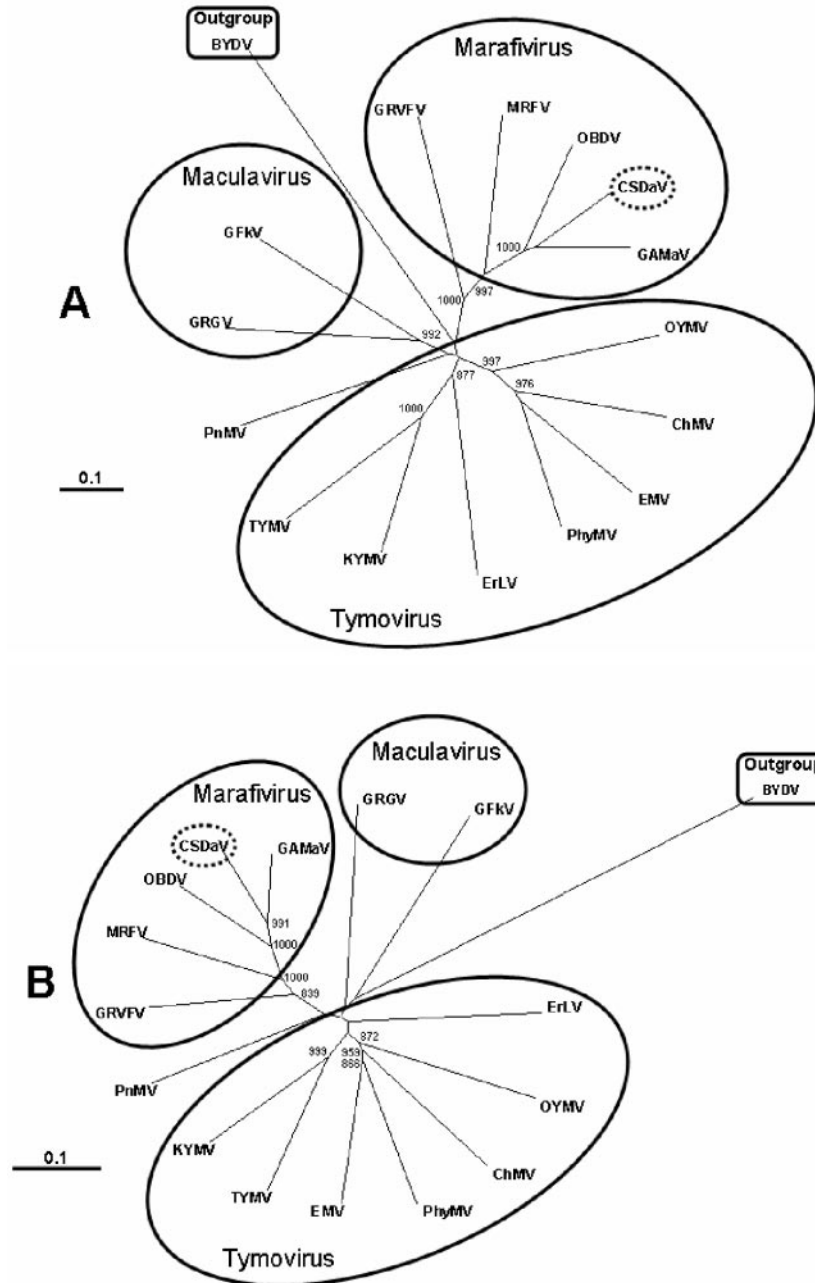 Outgroup
BYDV
Marafivirus
GRVFV
MRFV
OBDV
CSDaV
GAMaV
1000
997
1000
Maculavirus
GFkV
GRGV
992
A
PnMV
0.1
OYMV
997
976
877
1000
ChMV
EMV
PhyMV
TYMV
KYMV
ErLV
Tymovirus
Maculavirus
GRGV
GFkV
Outgroup
BYDV
Marafivirus
CSDaV
GAMaV
OBDV
991
1000
MRFV
1000
839
GRVFV
B
ErLV
PnMV
872
999
959
868
OYMV
KYMV
ChMV
TYMV
EMV
PhyMV
0.1
Tymovirus